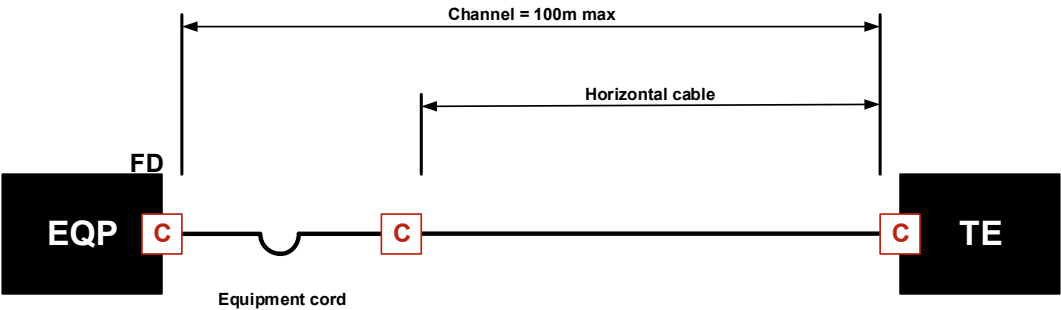 Channel = 100m max
Horizontal cable
FD
EQP C C C TE
Equipment cord